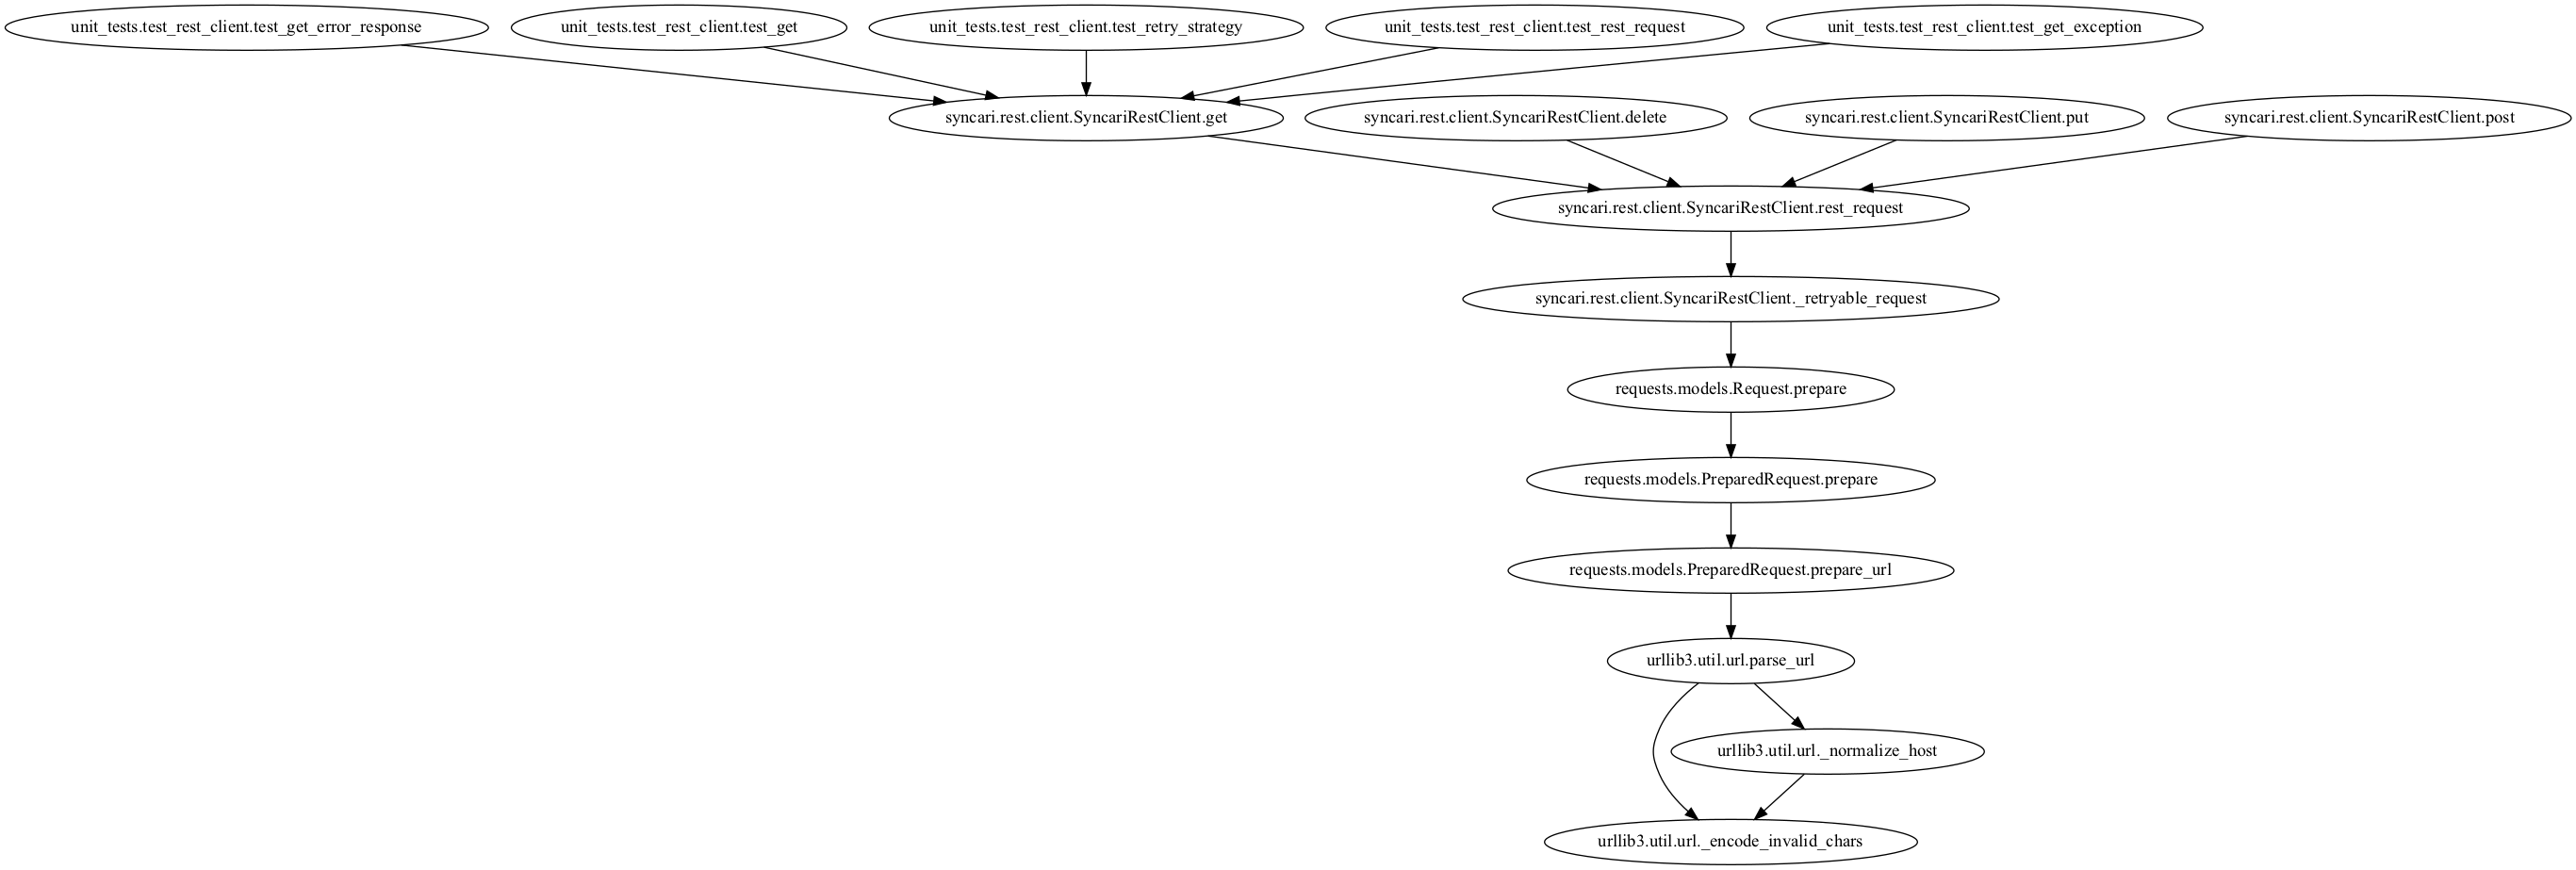 unit_tests.test_rest_client.test_get_error_response
unit_tests.test_rest_client.test_get
unit_tests.test_rest_client.test_retry_strategy
unit_tests.test_rest_client.test_rest_request
unit_tests.test_rest_client.test_get_exception
syncari.rest.client.SyncariRestClient.get
syncari.rest.client.SyncariRestClient.delete
syncari.rest.client.SyncariRestClient.put
syncari.rest.client.SyncariRestClient.post
syncari.rest.client.SyncariRestClient.rest_request
syncari.rest.client.SyncariRestClient._retryable_request
requests.models.Request.prepare
requests.models.PreparedRequest.prepare
requests.models.PreparedRequest.prepare_url
urllib3.util.url.parse_url
urllib3.util.url._normalize_host
urllib3.util.url._encode_invalid_chars